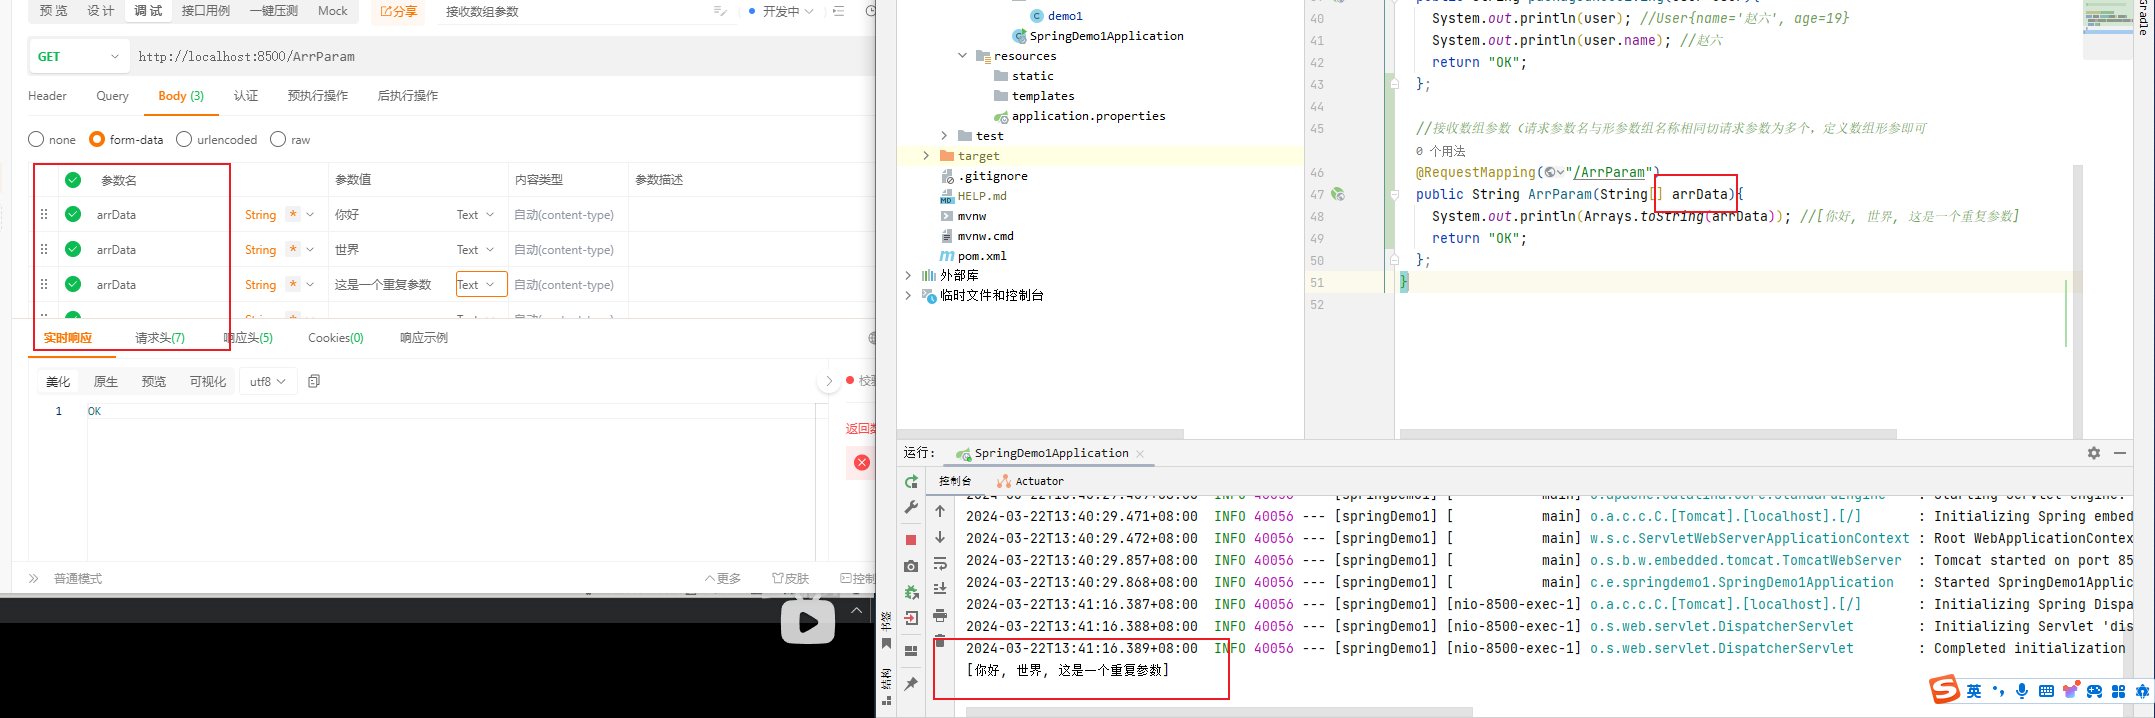 预 览 设 计 调 试 接口用例 一键压测 Mock 分享 接收数组参数 开发中
GET http://localhost:8500/ArrParam
Header Query Body (3) 认证 预执行操作 后执行操作
none form-data urlencoded raw
参数名 参数值 内容类型 参数描述
arrData String * 你好 Text 自动(content-type)
arrData String * 世界 Text 自动(content-type)
arrData String * 这是一个重复参数 Text 自动(content-type)
实时响应 请求头(7) 响应头(5) Cookies(0) 响应示例
美化 原生 预览 可视化 utf8
1 OK
普通模式 更多 皮肤 控制
demo1
SpringDemo1Application
resources
static
templates
application.properties
test
target
.gitignore
HELP.md
mvnw
mvnw.cmd
pom.xml
外部库
临时文件和控制台
40 System.out.println(user); //User{name='赵六', age=19}
41 System.out.println(user.name); //赵六
42 return "OK";
43 };
44
45 //接收数组参数（请求参数名与形参数组名称相同切请求参数为多个，定义数组形参即可
0 个用法
46 @RequestMapping("/ArrParam")
47 public String ArrParam(String[] arrData){
48 System.out.println(Arrays.toString(arrData)); //[你好, 世界, 这是一个重复参数]
49 return "OK";
50 };
51 }
52
Gradle
运行: SpringDemo1Application
控制台 Actuator
2024-03-22T13:40:29.471+08:00 INFO 40056 --- [springDemo1] [ main] o.a.c.c.C.[Tomcat].[localhost].[/] : Initializing Spring embed
2024-03-22T13:40:29.472+08:00 INFO 40056 --- [springDemo1] [ main] w.s.c.ServletWebServerApplicationContext : Root WebApplicationContex
2024-03-22T13:40:29.857+08:00 INFO 40056 --- [springDemo1] [ main] o.s.b.w.embedded.tomcat.TomcatWebServer : Tomcat started on port 85
2024-03-22T13:40:29.868+08:00 INFO 40056 --- [springDemo1] [ main] c.e.springdemo1.SpringDemo1Application : Started SpringDemo1Applic
2024-03-22T13:41:16.387+08:00 INFO 40056 --- [springDemo1] [nio-8500-exec-1] o.a.c.c.C.[Tomcat].[localhost].[/] : Initializing Spring Dispa
2024-03-22T13:41:16.388+08:00 INFO 40056 --- [springDemo1] [nio-8500-exec-1] o.s.web.servlet.DispatcherServlet : Initializing Servlet 'dis
2024-03-22T13:41:16.389+08:00 INFO 40056 --- [springDemo1] [nio-8500-exec-1] o.s.web.servlet.DispatcherServlet : Completed initialization
[你好, 世界, 这是一个重复参数]
书签
结构
英